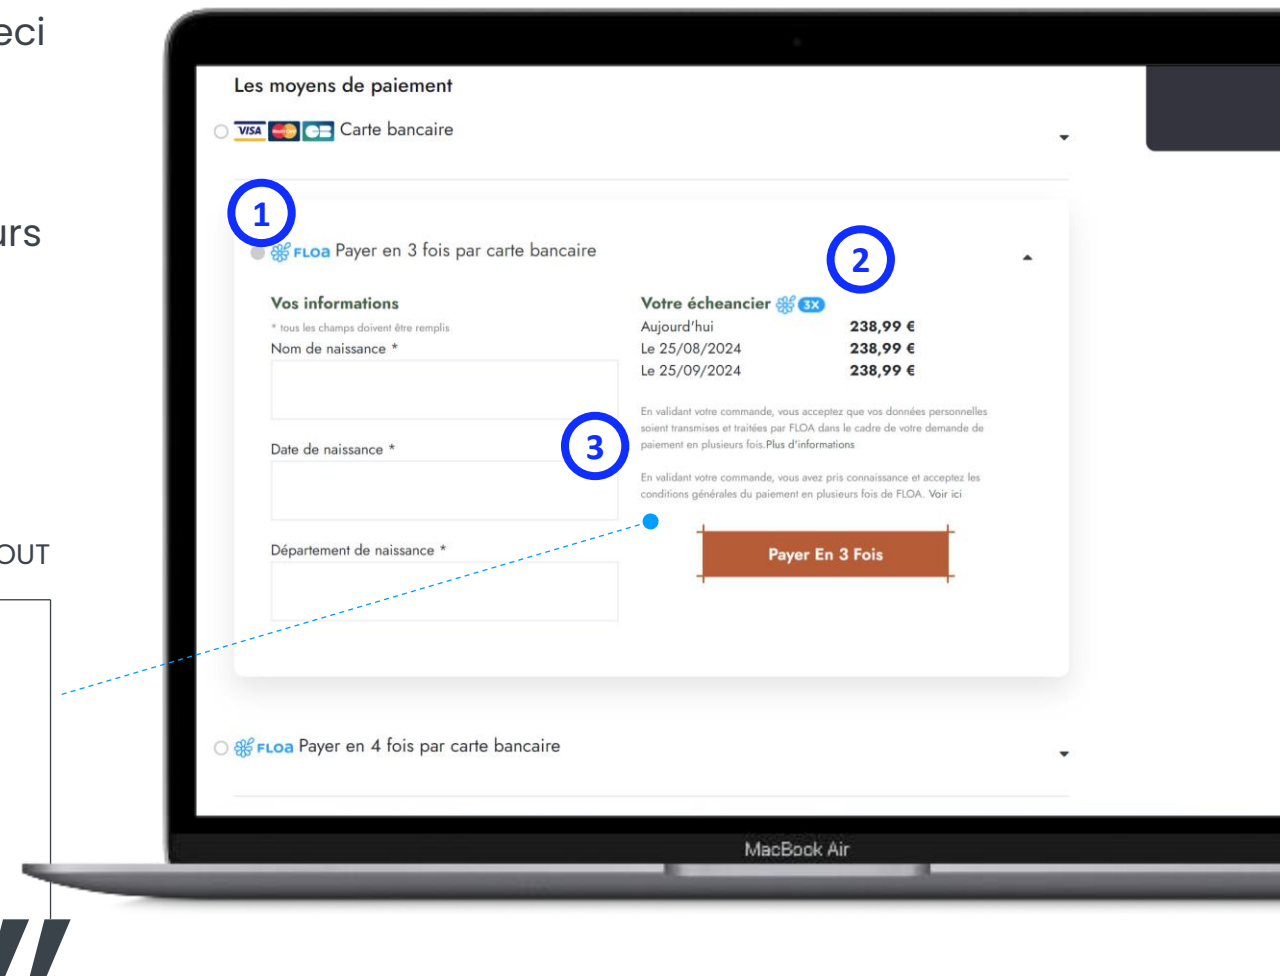 eci
urs
OUT
Les moyens de paiement
VISA Carte bancaire
1
FLOA Payer en 3 fois par carte bancaire
2
Vos informations
* tous les champs doivent être remplis
Nom de naissance *
Date de naissance *
Département de naissance *
Votre écheancier 3X
Aujourd'hui 238,99 €
Le 25/08/2024 238,99 €
Le 25/09/2024 238,99 €
3
En validant votre commande, vous acceptez que vos données personnelles
soient transmises et traitées par FLOA dans le cadre de votre demande de
paiement en plusieurs fois.Plus d'informations
En validant votre commande, vous avez pris connaissance et acceptez les
conditions générales du paiement en plusieurs fois de FLOA. Voir ici
Payer En 3 Fois
FLOA Payer en 4 fois par carte bancaire
MacBook Air